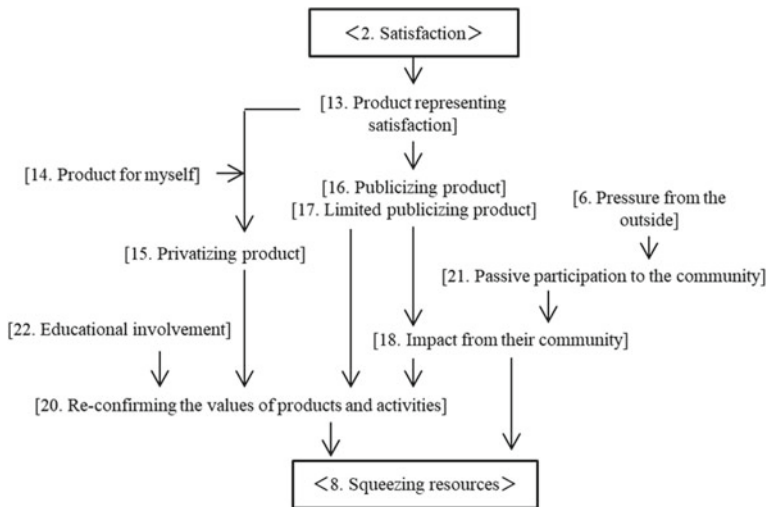 <2. Satisfaction>
[13. Product representing
satisfaction]
[14. Product for myself]
[16. Publicizing product]
[17. Limited publicizing product]
[6. Pressure from the
outside]
[15. Privatizing product]
[21. Passive participation to the community]
[22. Educational involvement]
[18. Impact from their community]
[20. Re-confirming the values of products and activities]
<8. Squeezing resources>